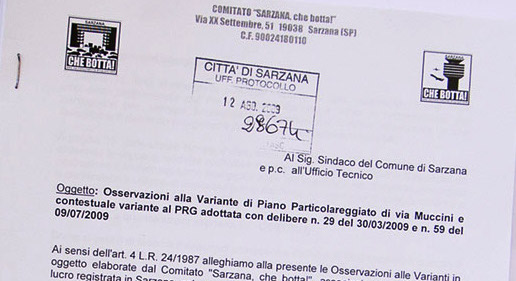 COMITATO "SARZANA, che botta!"
Via XX Settembre, 51 19038 Sarzana (SP)
C.F. 90024180110
SARZANA
CHE BOTTA!
SARZANA
CHE BOTTA!
CITTA' DI SARZANA
UFF. PROTOCOLLO
12 AGO. 2009
28674
Al Sig. Sindaco del Comune di Sarzana
e p.c. all'Ufficio Tecnico
Oggetto: Osservazioni alla Variante di Piano Particolareggiato di via Muccini e
contestuale variante al PRG adottata con delibere n. 29 del 30/03/2009 e n. 59 del
09/07/2009
Ai sensi dell'art. 4 L.R. 24/1987 alleghiamo alla presente le Osservazioni alle Varianti in
oggetto elaborate dal Comitato "Sarzana, che botta!",
lucro registrata in Sarzana